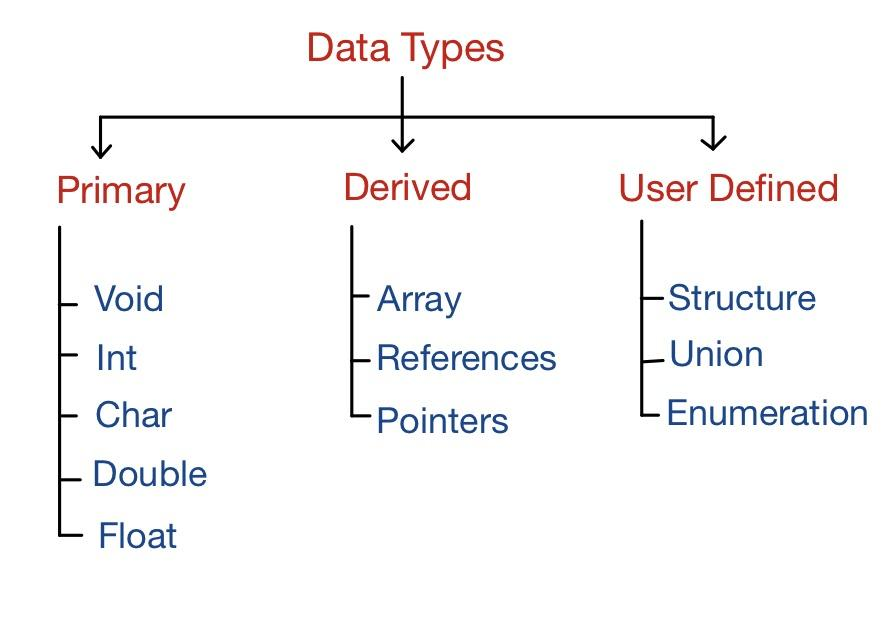 Data Types
Primary
Void
Int
Char
Double
Float
Derived
Array
References
Pointers
User Defined
Structure
Union
Enumeration